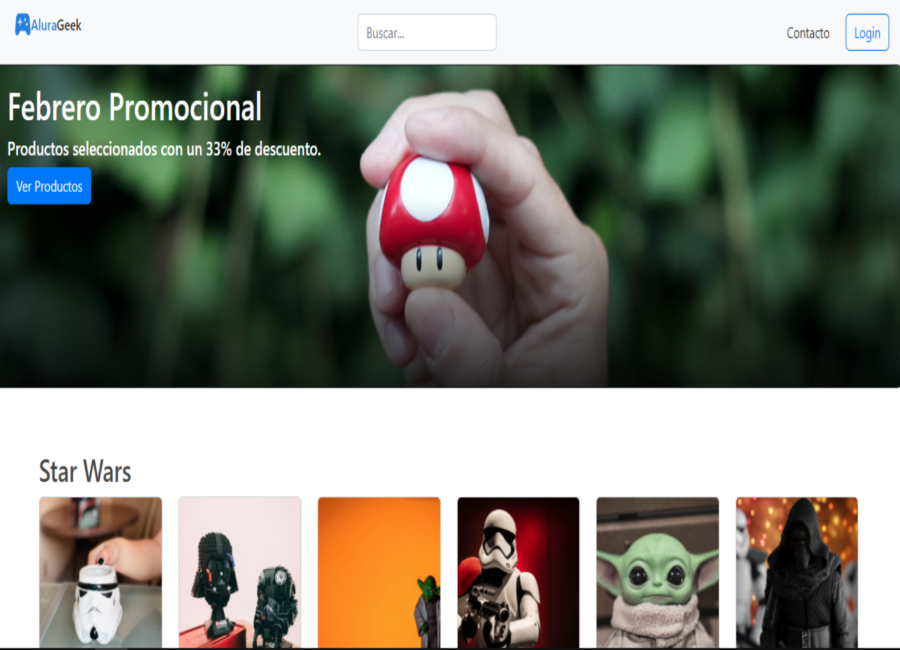 AluraGeek
Buscar...
Contacto
Login
Febrero Promocional
Productos seleccionados con un 33% de descuento.
Ver Productos
Star Wars